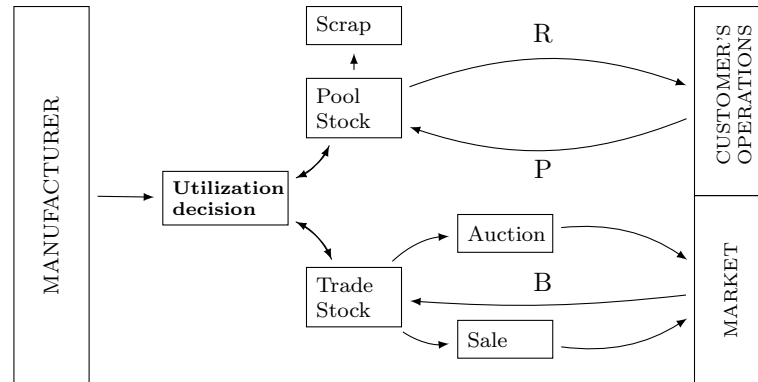 MANUFACTURER
Scrap
Pool
Stock
R
P
CUSTOMER'S
OPERATIONS
Utilization
decision
Trade
Stock
Auction
B
Sale
MARKET